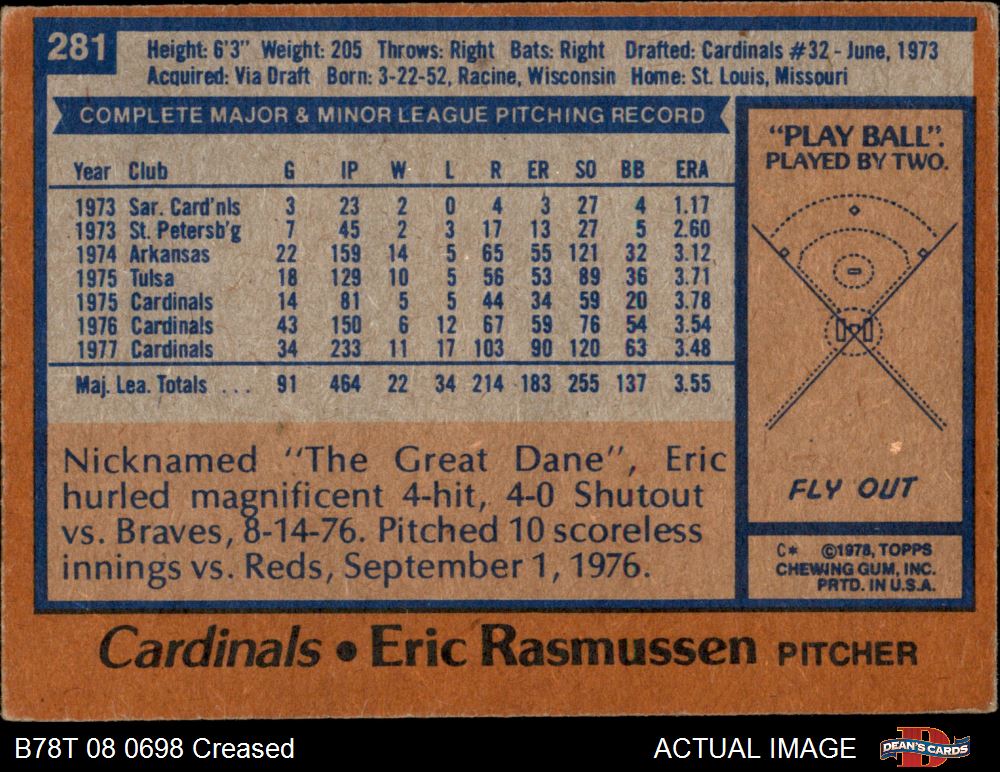 281
Height: 6'3" Weight: 205 Throws: Right Bats: Right Drafted: Cardinals #32 - June, 1973
Acquired: Via Draft Born: 3-22-52, Racine, Wisconsin Home: St. Louis, Missouri
COMPLETE MAJOR & MINOR LEAGUE PITCHING RECORD
Year Club G IP W L R ER SO BB ERA
1973 Sar. Card'nls 3 23 2 0 4 3 27 4 1.17
1973 St. Petersb'g 7 45 2 3 17 13 27 5 2.60
1974 Arkansas 22 159 14 5 65 55 121 32 3.12
1975 Tulsa 18 129 10 5 56 53 89 36 3.71
1975 Cardinals 14 81 5 5 44 34 59 20 3.78
1976 Cardinals 43 150 6 12 67 59 76 54 3.54
1977 Cardinals 34 233 11 17 103 90 120 63 3.48
Maj. Lea. Totals . . . 91 464 22 34 214 183 255 137 3.55
Nicknamed "The Great Dane", Eric
hurled magnificent 4-hit, 4-0 Shutout
vs. Braves, 8-14-76. Pitched 10 scoreless
innings vs. Reds, September 1, 1976.
"PLAY BALL".
PLAYED BY TWO.
FLY OUT
C* ©1978, TOPPS
CHEWING GUM, INC.
PRTD. IN U.S.A.
Cardinals • Eric Rasmussen PITCHER
B78T 08 0698 Creased
ACTUAL IMAGE
DEAN'S CARDS